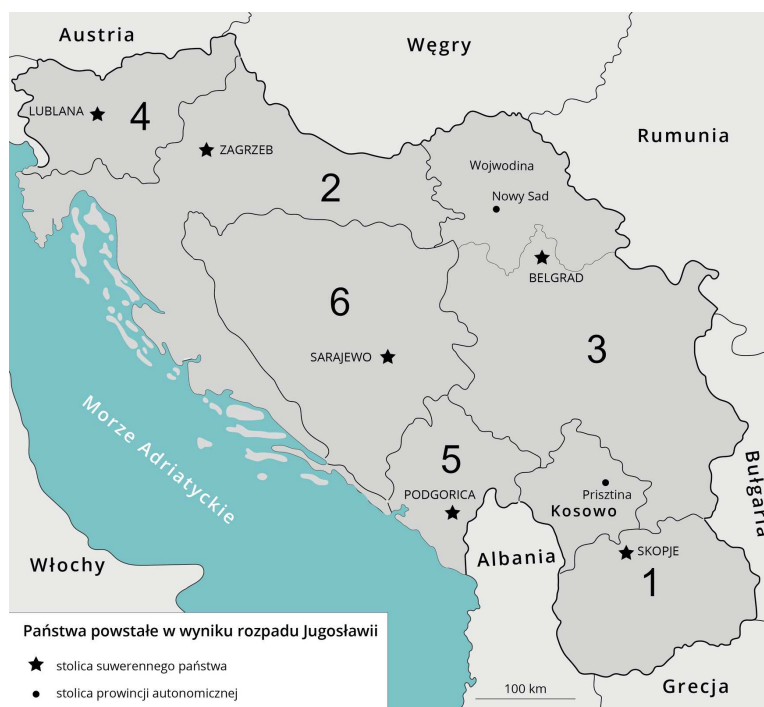 Austria
Węgry
LUBLANA
4
ZAGRZEB
Rumunia
Wojwodina
2
Nowy Sad
BELGRAD
6
3
SARAJEWO
Morze Adriatyckie
5
PODGORICA
Prisztina
Kosowo
Bułgaria
Albania
SKOPJE
Włochy
1
Państwa powstałe w wyniku rozpadu Jugosławii
stolica suwerennego państwa
stolica prowincji autonomicznej
100 km
Grecja